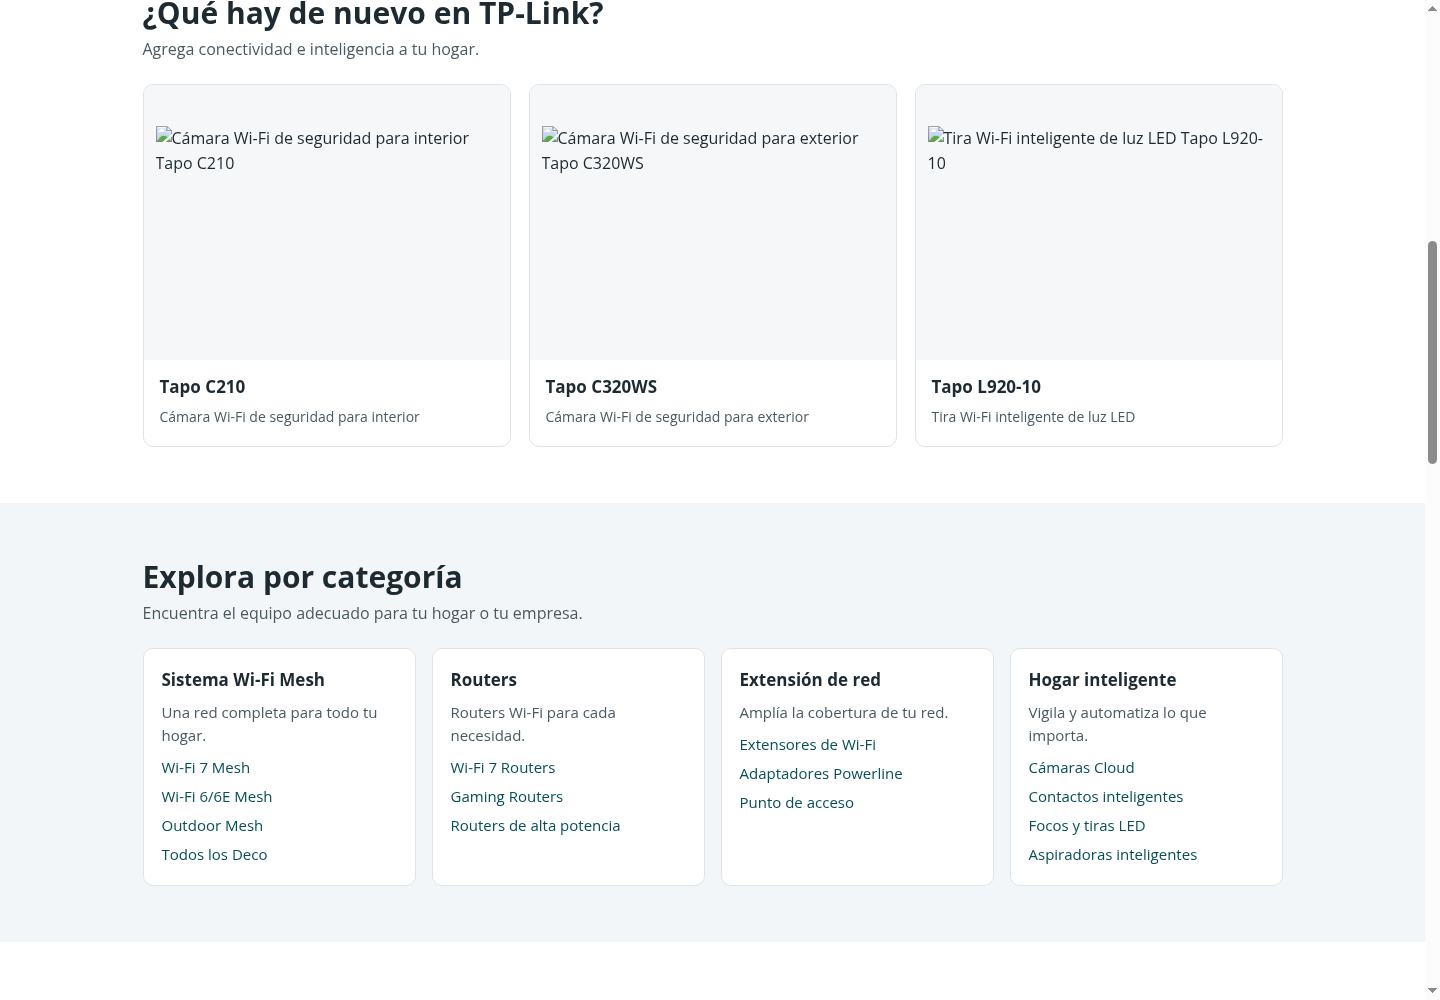 ¿Qué hay de nuevo en TP-Link?
Agrega conectividad e inteligencia a tu hogar.
Cámara Wi-Fi de seguridad para interior
Tapo C210
Cámara Wi-Fi de seguridad para exterior
Tapo C320WS
Tira Wi-Fi inteligente de luz LED Tapo L920-
10
Tapo C210
Cámara Wi-Fi de seguridad para interior
Tapo C320WS
Cámara Wi-Fi de seguridad para exterior
Tapo L920-10
Tira Wi-Fi inteligente de luz LED
Explora por categoría
Encuentra el equipo adecuado para tu hogar o tu empresa.
Sistema Wi-Fi Mesh
Una red completa para todo tu
hogar.
Wi-Fi 7 Mesh
Wi-Fi 6/6E Mesh
Outdoor Mesh
Todos los Deco
Routers
Routers Wi-Fi para cada
necesidad.
Wi-Fi 7 Routers
Gaming Routers
Routers de alta potencia
Extensión de red
Amplía la cobertura de tu red.
Extensores de Wi-Fi
Adaptadores Powerline
Punto de acceso
Hogar inteligente
Vigila y automatiza lo que
importa.
Cámaras Cloud
Contactos inteligentes
Focos y tiras LED
Aspiradoras inteligentes